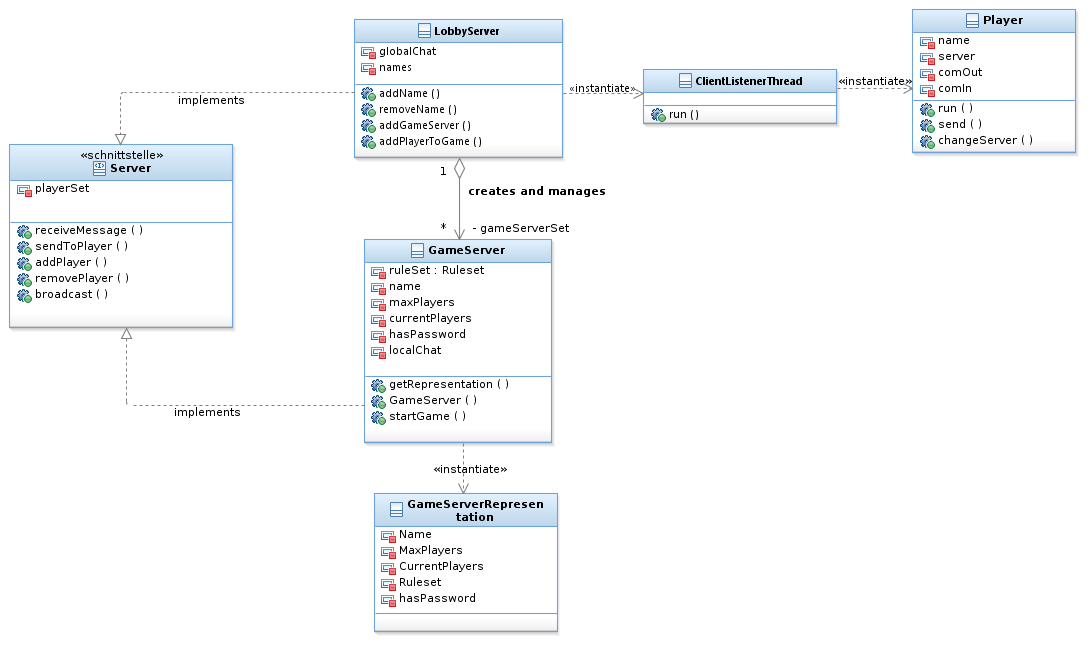 LobbyServer
globalChat
names
addName ()
removeName ()
addGameServer ()
addPlayerToGame ()
«instantiate»
ClientListenerThread
run ()
«instantiate»
Player
name
server
comOut
comIn
run ( )
send ( )
changeServer ( )
implements
«schnittstelle»
Server
playerSet
receiveMessage ( )
sendToPlayer ( )
addPlayer ( )
removePlayer ( )
broadcast ( )
1
creates and manages
* - gameServerSet
GameServer
ruleSet : Ruleset
name
maxPlayers
currentPlayers
hasPassword
localChat
getRepresentation ( )
GameServer ( )
startGame ( )
implements
«instantiate»
GameServerRepresen
tation
Name
MaxPlayers
CurrentPlayers
Ruleset
hasPassword